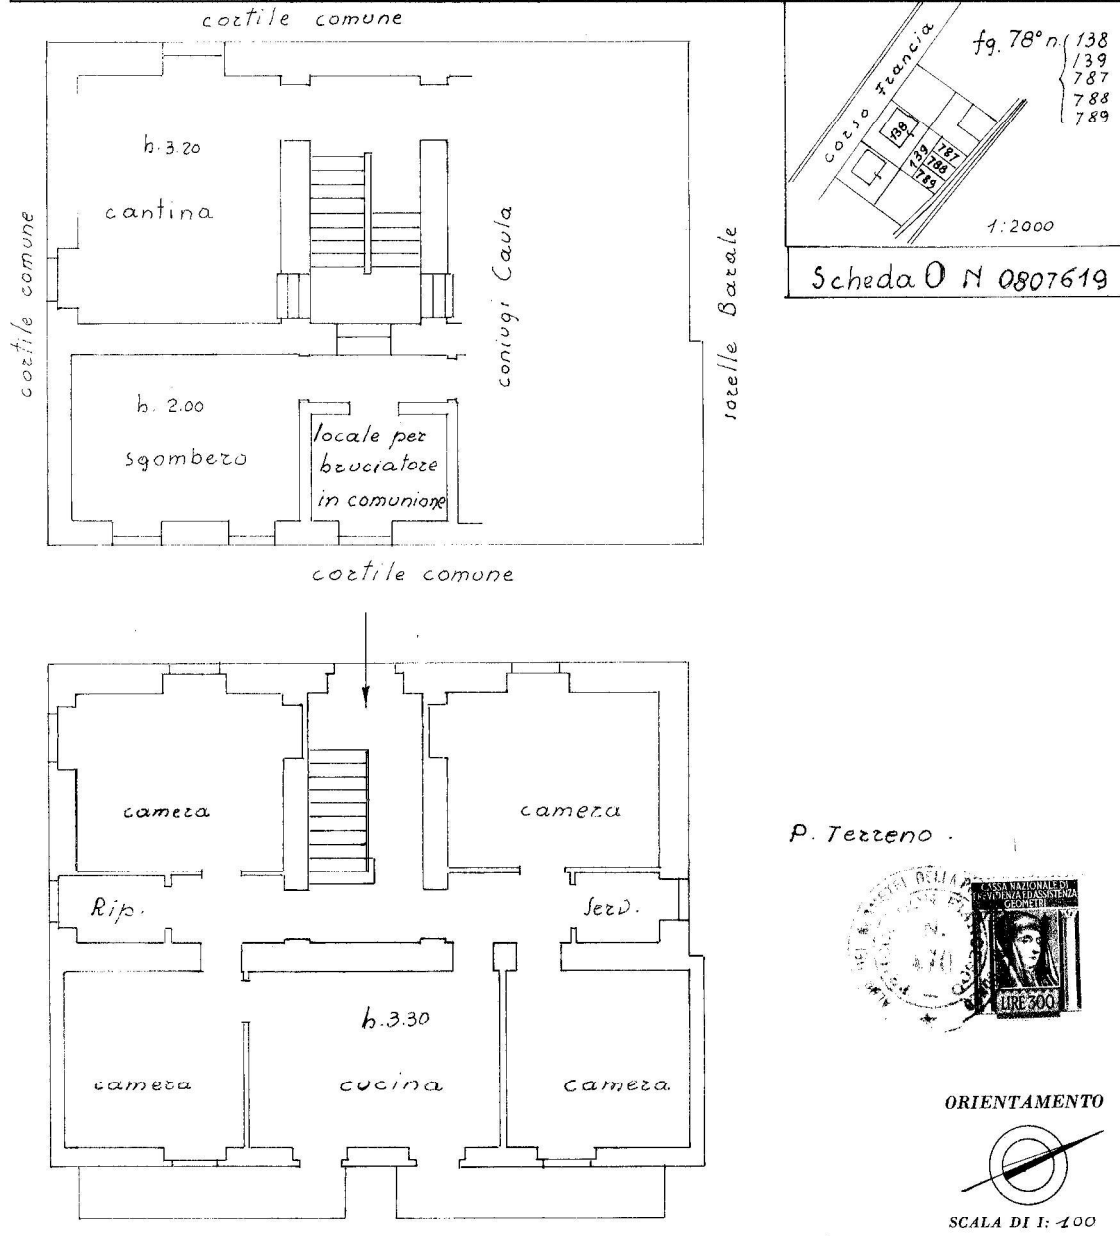 cortile comune
fg. 78° n. 138
139
787
788
789
corso Francia
138
139
787
788
789
1:2000
Scheda O N 0807619
h. 3.20
cantina
cortile comune
coniugi Caula
sorelle Barale
h. 2.00
sgombero
locale per
bruciatore
in comunione
cortile comune
camera
camera
P. Terreno.
Rip.
Serv.
CASSA NAZIONALE DI
PREVIDENZA ED ASSISTENZA
GEOMETRI
LIRE 300
h. 3.30
camera
cucina
camera
ORIENTAMENTO
SCALA DI 1: 100